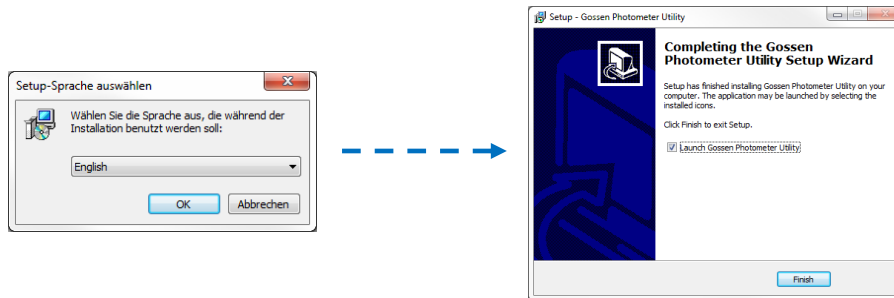 Setup-Sprache auswählen
Wählen Sie die Sprache aus, die während der
Installation benutzt werden soll:
English
OK
Abbrechen
Setup - Gossen Photometer Utility
Completing the Gossen
Photometer Utility Setup Wizard
Setup has finished installing Gossen Photometer Utility on your
computer. The application may be launched by selecting the
installed icons.
Click Finish to exit Setup.
Launch Gossen Photometer Utility
Finish